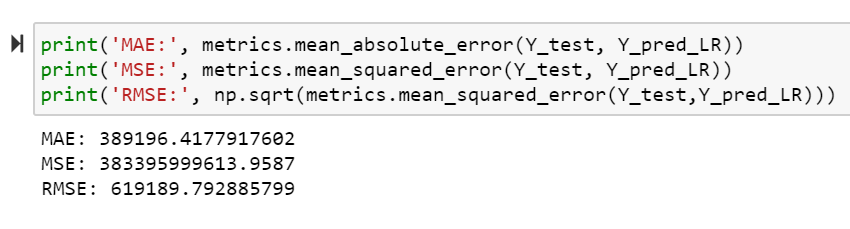 print('MAE:', metrics.mean_absolute_error(Y_test, Y_pred_LR))
print('MSE:', metrics.mean_squared_error(Y_test, Y_pred_LR))
print('RMSE:', np.sqrt(metrics.mean_squared_error(Y_test,Y_pred_LR)))
MAE: 389196.4177917602
MSE: 383395999613.9587
RMSE: 619189.792885799